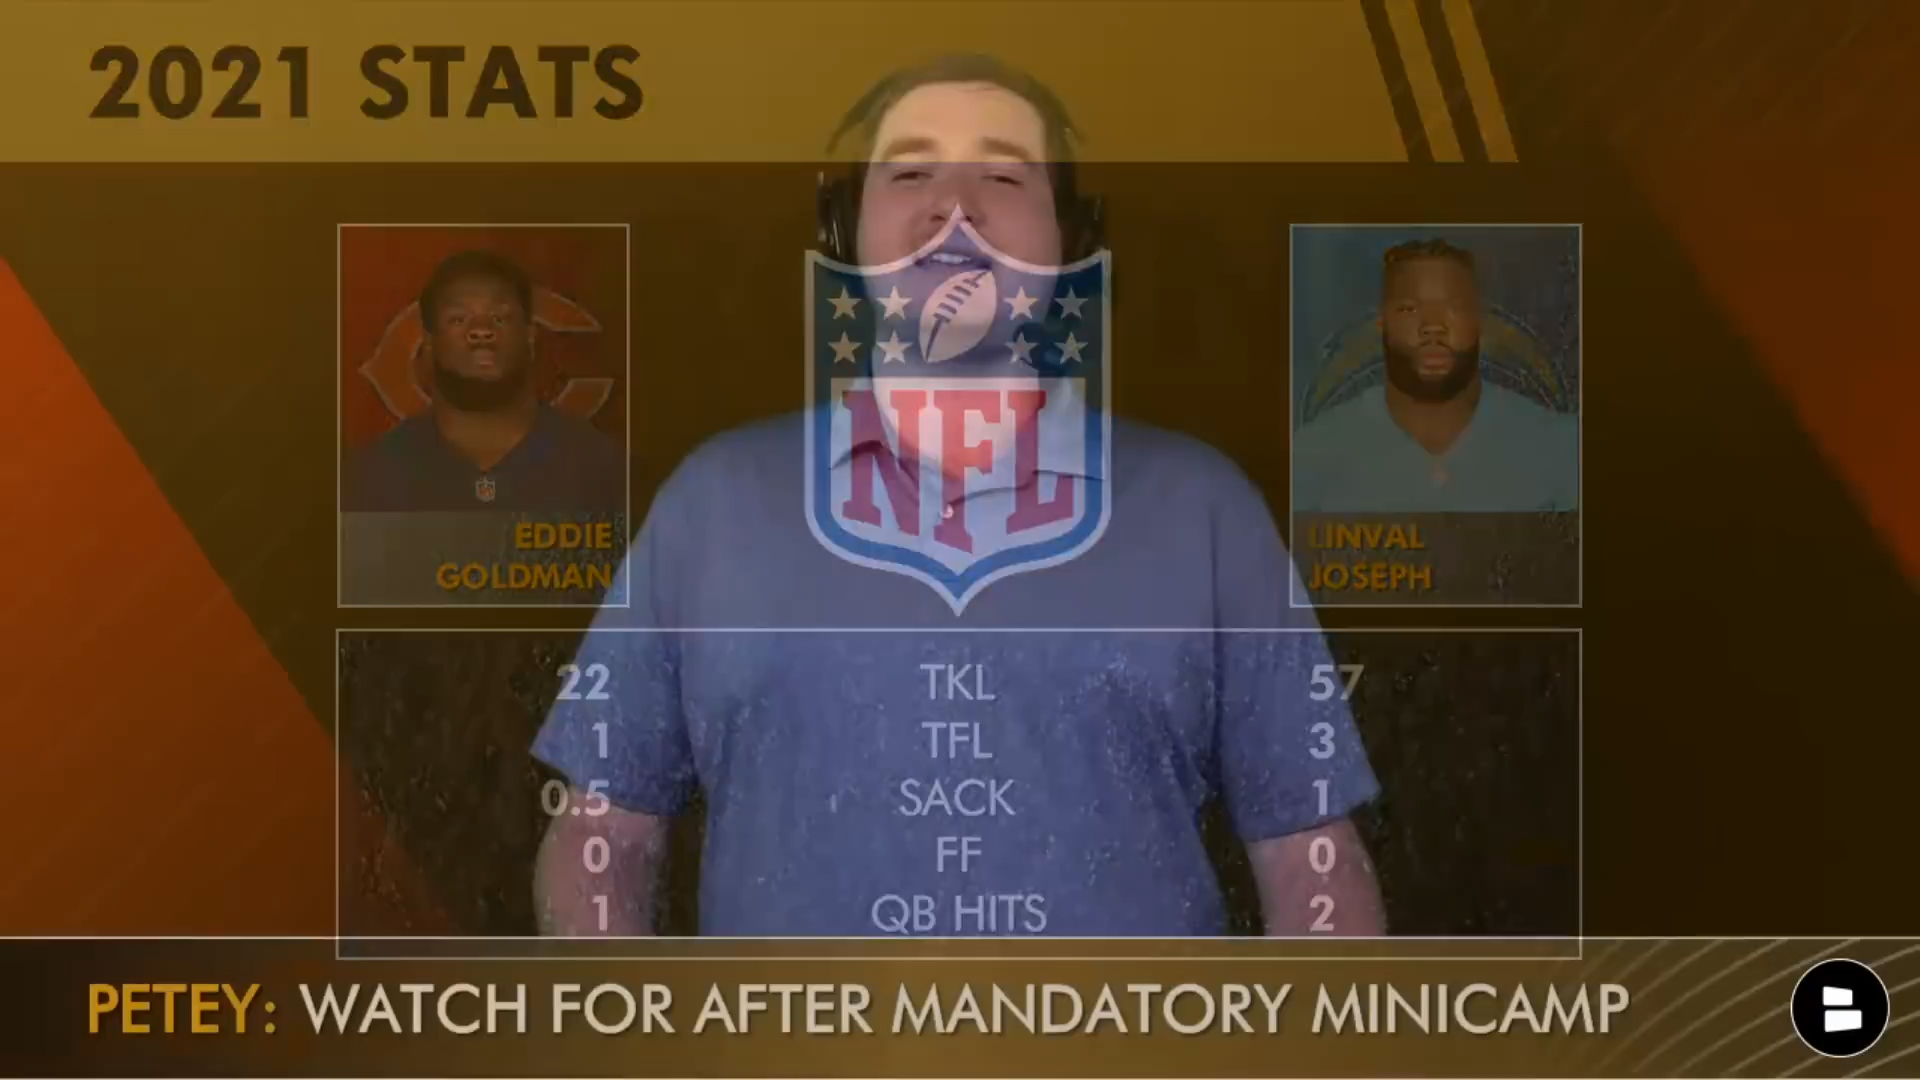 2021 STATS
NFL
EDDIE
GOLDMAN
LINVAL
JOSEPH
22 TKL 57
1 TFL 3
0.5 SACK 1
0 FF 0
1 QB HITS 2
PETEY: WATCH FOR AFTER MANDATORY MINICAMP